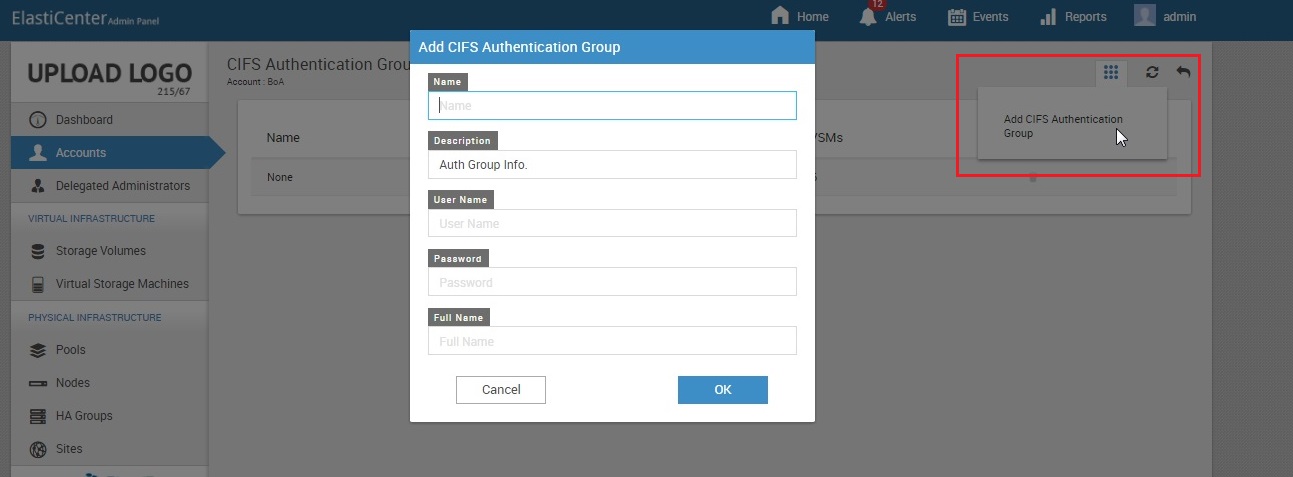 ElastiCenter Admin Panel
Home
12
Alerts
Events
Reports
admin
UPLOAD LOGO
215/67
Dashboard
Accounts
Delegated Administrators
VIRTUAL INFRASTRUCTURE
Storage Volumes
Virtual Storage Machines
PHYSICAL INFRASTRUCTURE
Pools
Nodes
HA Groups
Sites
CIFS Authentication Grou
Account : BoA
Name
None
Add CIFS Authentication Group
Name
Name
Description
Auth Group Info.
User Name
User Name
Password
Password
Full Name
Full Name
Cancel
OK
VSMs
Add CIFS Authentication
Group